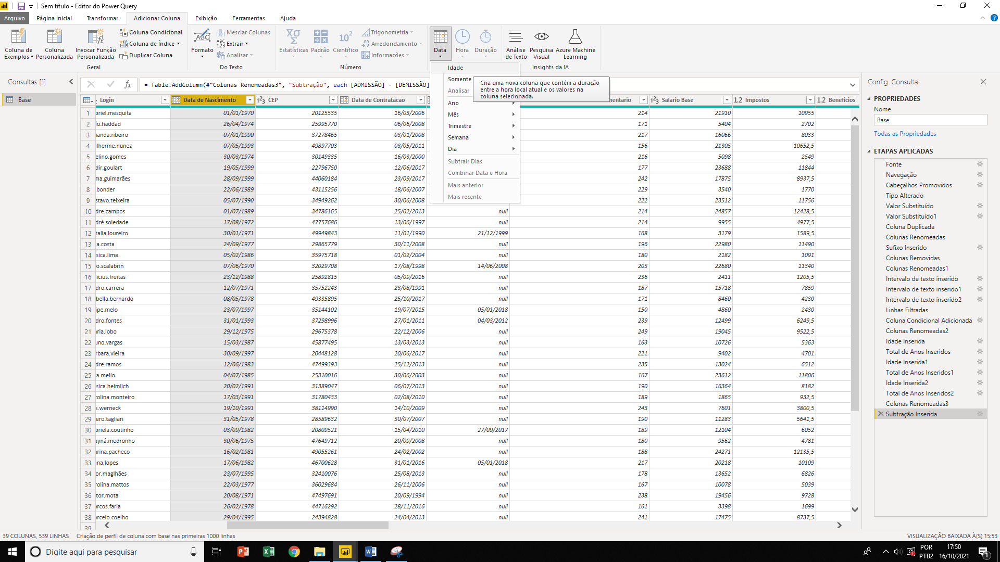 Sem título - Editor do Power Query
Arquivo Página Inicial Transformar Adicionar Coluna Exibição Ferramentas Ajuda
Coluna de Exemplos Coluna Personalizada Invocar Função Personalizada
Coluna Condicional
Coluna de Índice
Duplicar Coluna
Geral
Formato
Mesclar Colunas
Extrair
Analisar
Do Texto
Estatísticas Padrão Científico
Trigonometria
Arredondamento
Informações
Número
Data Hora Duração
Análise de Texto Pesquisa Visual Azure Machine Learning
Insights da IA
Idade
Somente
Analisar
Ano
Mês
Trimestre
Semana
Dia
Subtrair Dias
Combinar Data e Hora
Mais anterior
Mais recente
Cria uma nova coluna que contém a duração
entre a hora local atual e os valores na
coluna selecionada.
Consultas [1]
Base
= Table.AddColumn(#"Colunas Renomeadas3", "Subtração", each [ADMISSÃO] - [DEMISSÃO]
Login Data de Nascimento 1²3 CEP Data de Contratacao mentario 1²3 Salario Base 1.2 Impostos 1.2 Beneficios
1 briel.mesquita 01/01/1970 20125535 16/03/2006 214 21910 10955
2 io.haddad 26/04/1974 25995770 06/06/2008 171 5404 2702
3 nanda.ribeiro 07/01/1990 37278465 03/01/2008 217 16066 8033
4 ilherme.nunez 07/05/1993 49897703 03/05/2011 156 21305 10652,5
5 elino.gomes 30/03/1974 30149335 16/03/2000 216 5098 2549
6 dir.goulart 19/05/1999 22796750 12/06/2017 177 23688 11844
7 ma.guimarães 28/09/1999 44060184 23/09/2017 242 17875 8937,5
8 .bonder 22/06/1989 43115256 18/06/2007 229 3540 1770
9 stavo.teixeira 05/07/1990 34949262 30/06/2008 222 23512 11756
10 dre.campos 01/07/1989 34786165 25/02/2013 null 214 24857 12428,5
11 dré.soledade 17/08/1972 47757686 13/06/1997 null 214 9955 4977,5
12 talia.loureiro 30/01/1971 49949843 11/01/1990 21/12/1999 168 3179 1589,5
13 a.costa 24/09/1977 29865779 30/11/2008 null 196 22980 11490
14 sica.lima 05/02/1986 35975718 01/02/2004 null 180 2182 1091
15 o.scalabrin 07/06/1970 32029708 17/08/1998 14/06/2008 203 22680 11340
16 icius.freitas 23/12/1988 25892815 05/09/2016 null 236 2411 1205,5
17 dro.carrera 12/07/1971 35752243 23/08/1991 null 187 15718 7859
18 bella.bernardo 08/05/1978 49335895 25/10/2017 null 171 8460 4230
19 ipe.melo 23/07/1997 35144102 19/07/2015 05/01/2018 150 4860 2430
20 dro.fontes 31/01/1993 37298996 27/01/2011 04/03/2012 239 12499 6249,5
21 aria.lobo 29/12/1975 29675378 22/12/2006 null 249 19045 9522,5
22 uno.vargas 15/03/1987 45877495 13/03/2013 null 163 10726 5363
23 rbara.vieira 30/09/1997 20448128 20/06/2017 null 221 9402 4701
24 dre.ramos 12/06/1983 47499393 25/12/2013 null 235 13024 6512
25 a.mello 04/07/1985 25310016 30/06/2003 null 167 23612 11806
26 sica.heimlich 20/02/1991 31389047 06/07/2013 null 190 16364 8182
27 rolina.monteiro 17/03/1991 31780433 02/08/2010 null 189 1865 932,5
28 s.werneck 19/10/1991 38114990 14/10/2009 null 243 7601 3800,5
29 ero.tagliari 31/05/1978 28589632 30/07/2007 null 190 11283 5641,5
30 briela.coutinho 03/09/1982 20809521 15/04/2010 27/09/2017 189 12104 6052
31 ayná.medronho 30/06/1975 47649712 20/09/2008 null 180 9562 4781
32 arina.pacheco 16/02/1981 49055261 24/02/2002 null 188 24271 12135,5
33 na.lopes 17/06/1982 46700628 31/01/2016 05/01/2018 217 20218 10109
34 or.maglhães 23/07/1995 32410076 25/08/2013 null 178 13652 6826
35 rolina.mattos 22/03/1977 36029684 26/11/2006 null 167 10078 5039
36 tor.mota 20/08/1971 47497691 20/09/1994 null 238 19456 9728
37 arcos.faria 26/02/1978 44716292 28/11/2016 null 161 3398 1699
38 arcelo.coelho 29/04/1995 24394828 24/04/2013 null 241 17475 8737,5
39
Config. Consulta
PROPRIEDADES
Nome
Base
Todas as Propriedades
ETAPAS APLICADAS
Fonte
Navegação
Cabeçalhos Promovidos
Tipo Alterado
Valor Substituído
Valor Substituído1
Coluna Duplicada
Colunas Renomeadas
Sufixo Inserido
Colunas Removidas
Colunas Renomeadas1
Intervalo de texto inserido
Intervalo de texto inserido1
Intervalo de texto inserido2
Linhas Filtradas
Coluna Condicional Adicionada
Colunas Renomeadas2
Idade Inserida
Total de Anos Inseridos
Idade Inserida1
Total de Anos Inseridos1
Idade Inserida2
Total de Anos Inseridos2
Colunas Renomeadas3
Subtração Inserida
39 COLUNAS, 539 LINHAS Criação de perfil de coluna com base nas primeiras 1000 linhas VISUALIZAÇÃO BAIXADA À(S) 15:53
Digite aqui para pesquisar
POR
PTB2
17:50
16/10/2021
1